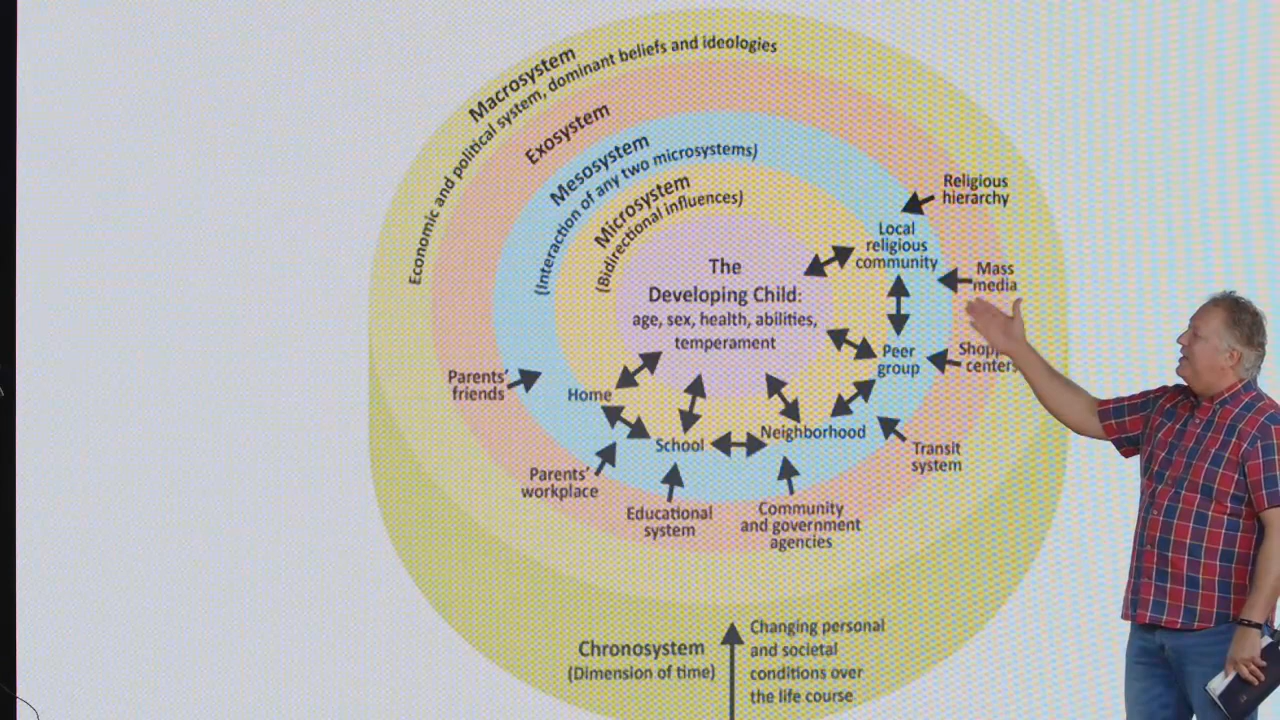 Macrosystem
Economic and political system, dominant beliefs and ideologies
Exosystem
Mesosystem
(Interaction of any two microsystems)
Microsystem
(Bidirectional influences)
The
Developing Child:
age, sex, health, abilities,
temperament
Religious
hierarchy
Local
religious
community
Mass
media
Peer
group
centers
Parents'
friends
Home
School
Neighborhood
Transit
system
Parents'
workplace
Educational
system
Community
and government
agencies
Chronosystem
(Dimension of time)
Changing personal
and societal
conditions over
the life course